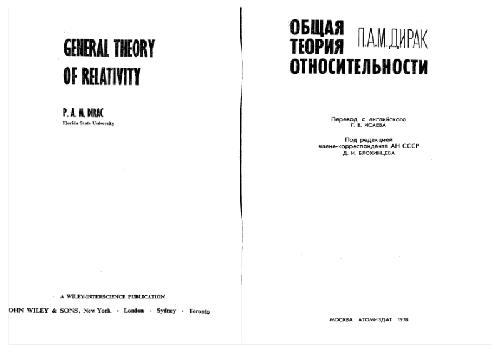 GENERAL THEORY
OF RELATIVITY
P. A. M. DIRAC
Florida State University
A WILEY-INTERSCIENCE PUBLICATION
OHN WILEY & SONS, New York · London · Sydney · Toronto
ОБЩАЯ
ТЕОРИЯ
ОТНОСИТЕЛЬНОСТИ
П.А.М.ДИРАК
Перевод с английского
Г. В. ИСАЕВА
Под редакцией
члена-корреспондента АН СССР
Д. И. БЛОХИНЦЕВА
МОСКВА АТОМИЗДАТ 1978